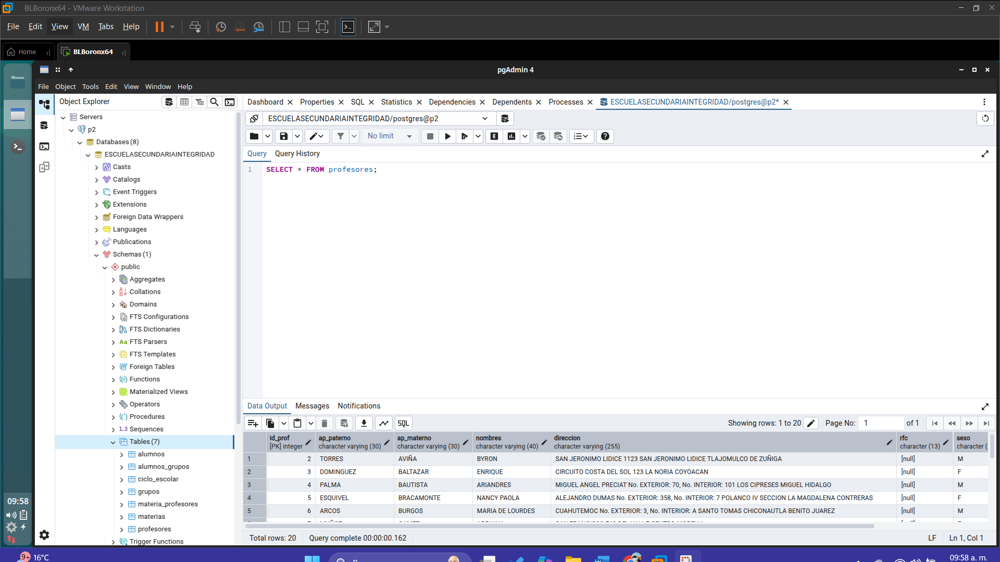 BLBoronx64 - VMware Workstation
File Edit View VM Tabs Help
Home
BLBoronx64
pgAdmin 4
File Object Tools Edit View Window Help
Object Explorer
Dashboard Properties SQL Statistics Dependencies Dependents Processes ESCUELASECUNDARIAINTEGRIDAD/postgres@p2*
Servers
p2
Databases (8)
ESCUELASECUNDARIAINTEGRIDAD
Casts
Catalogs
Event Triggers
Extensions
Foreign Data Wrappers
Languages
Publications
Schemas (1)
public
Aggregates
Collations
Domains
FTS Configurations
FTS Dictionaries
Aa FTS Parsers
FTS Templates
Foreign Tables
Functions
Materialized Views
Operators
Procedures
1..3 Sequences
Tables (7)
alumnos
alumnos_grupos
ciclo_escolar
grupos
materia_profesores
materias
profesores
Trigger Functions
ESCUELASECUNDARIAINTEGRIDAD/postgres@p2
No limit
E
Query Query History
1 SELECT * FROM profesores;
Data Output Messages Notifications
SQL
Showing rows: 1 to 20
Page No: 1 of 1
id_prof ap_paterno ap_materno nombres direccion rfc sexo
[PK] integer character varying (30) character varying (30) character varying (40) character varying (255) character (13) character (
1 2 TORRES AVIÑA BYRON SAN JERONIMO LIDICE 1123 SAN JERONIMO LIDICE TLAJOMULCO DE ZUÑIGA [null] M
2 3 DOMINGUEZ BALTAZAR ENRIQUE CIRCUITO COSTA DEL SOL 123 LA NORIA COYOACAN [null] F
3 4 PALMA BAUTISTA ARIANDRES MIGUEL ANGEL PRECIAT No. EXTERIOR: 70, No. INTERIOR: 101 LOS CIPRESES MIGUEL HIDALGO [null] M
4 5 ESQUIVEL BRACAMONTE NANCY PAOLA ALEJANDRO DUMAS No. EXTERIOR: 358, No. INTERIOR: 7 POLANCO IV SECCION LA MAGDALENA CONTRERAS [null] F
5 6 ARCOS BURGOS MARIA DE LOURDES CUAHUTEMOC No. EXTERIOR: 3, No. INTERIOR: A SANTO TOMAS CHICONAUTLA BENITO JUAREZ [null] M
Total rows: 20 Query complete 00:00:00.162 LF Ln 1, Col 1
09:58
9+ 16°C
09:58 a. m.